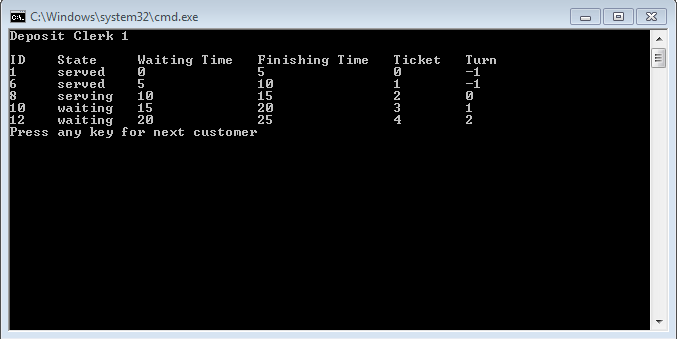 C:\Windows\system32\cmd.exe
Deposit Clerk 1
ID State Waiting Time Finishing Time Ticket Turn
1 served 0 5 0 -1
6 served 5 10 1 -1
8 serving 10 15 2 0
10 waiting 15 20 3 1
12 waiting 20 25 4 2
Press any key for next customer